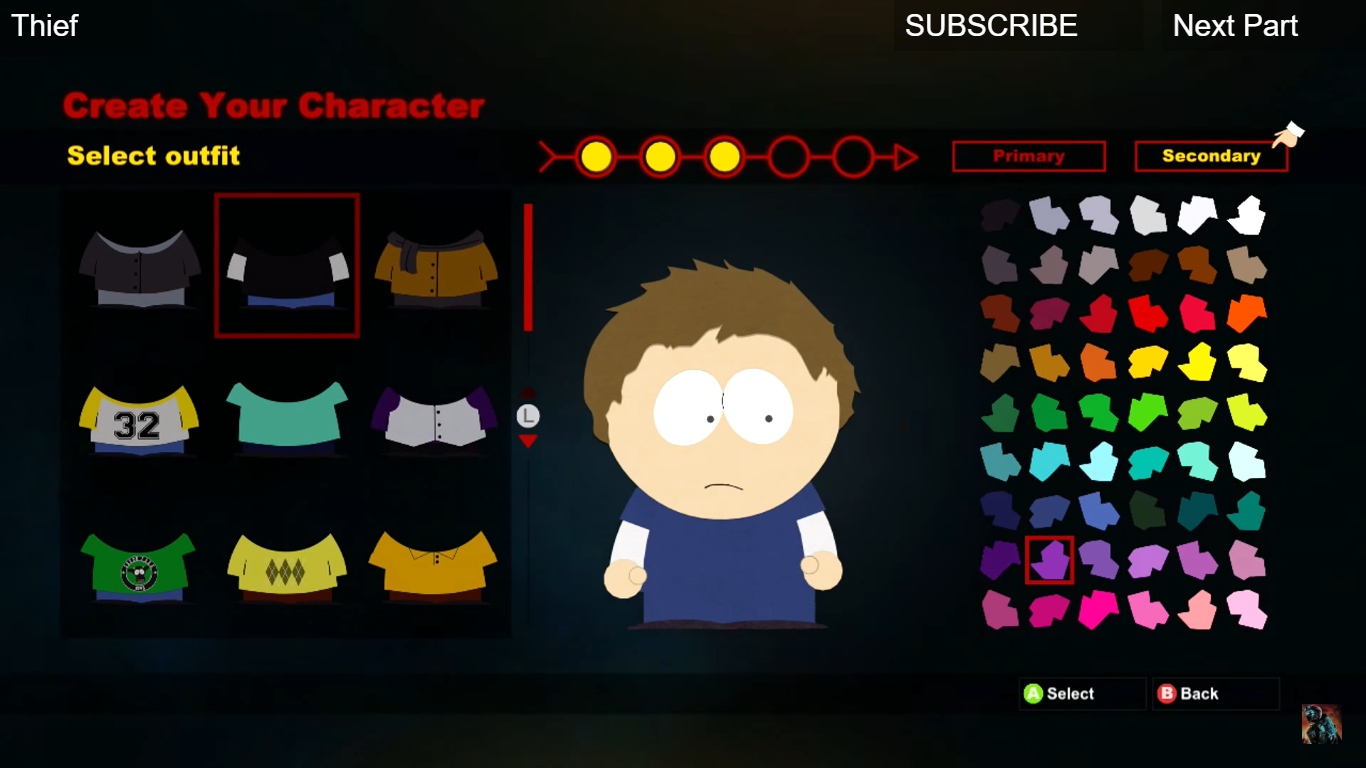 Thief
SUBSCRIBE
Next Part
Create Your Character
Select outfit
Primary
Secondary
32
L
A Select
B Back